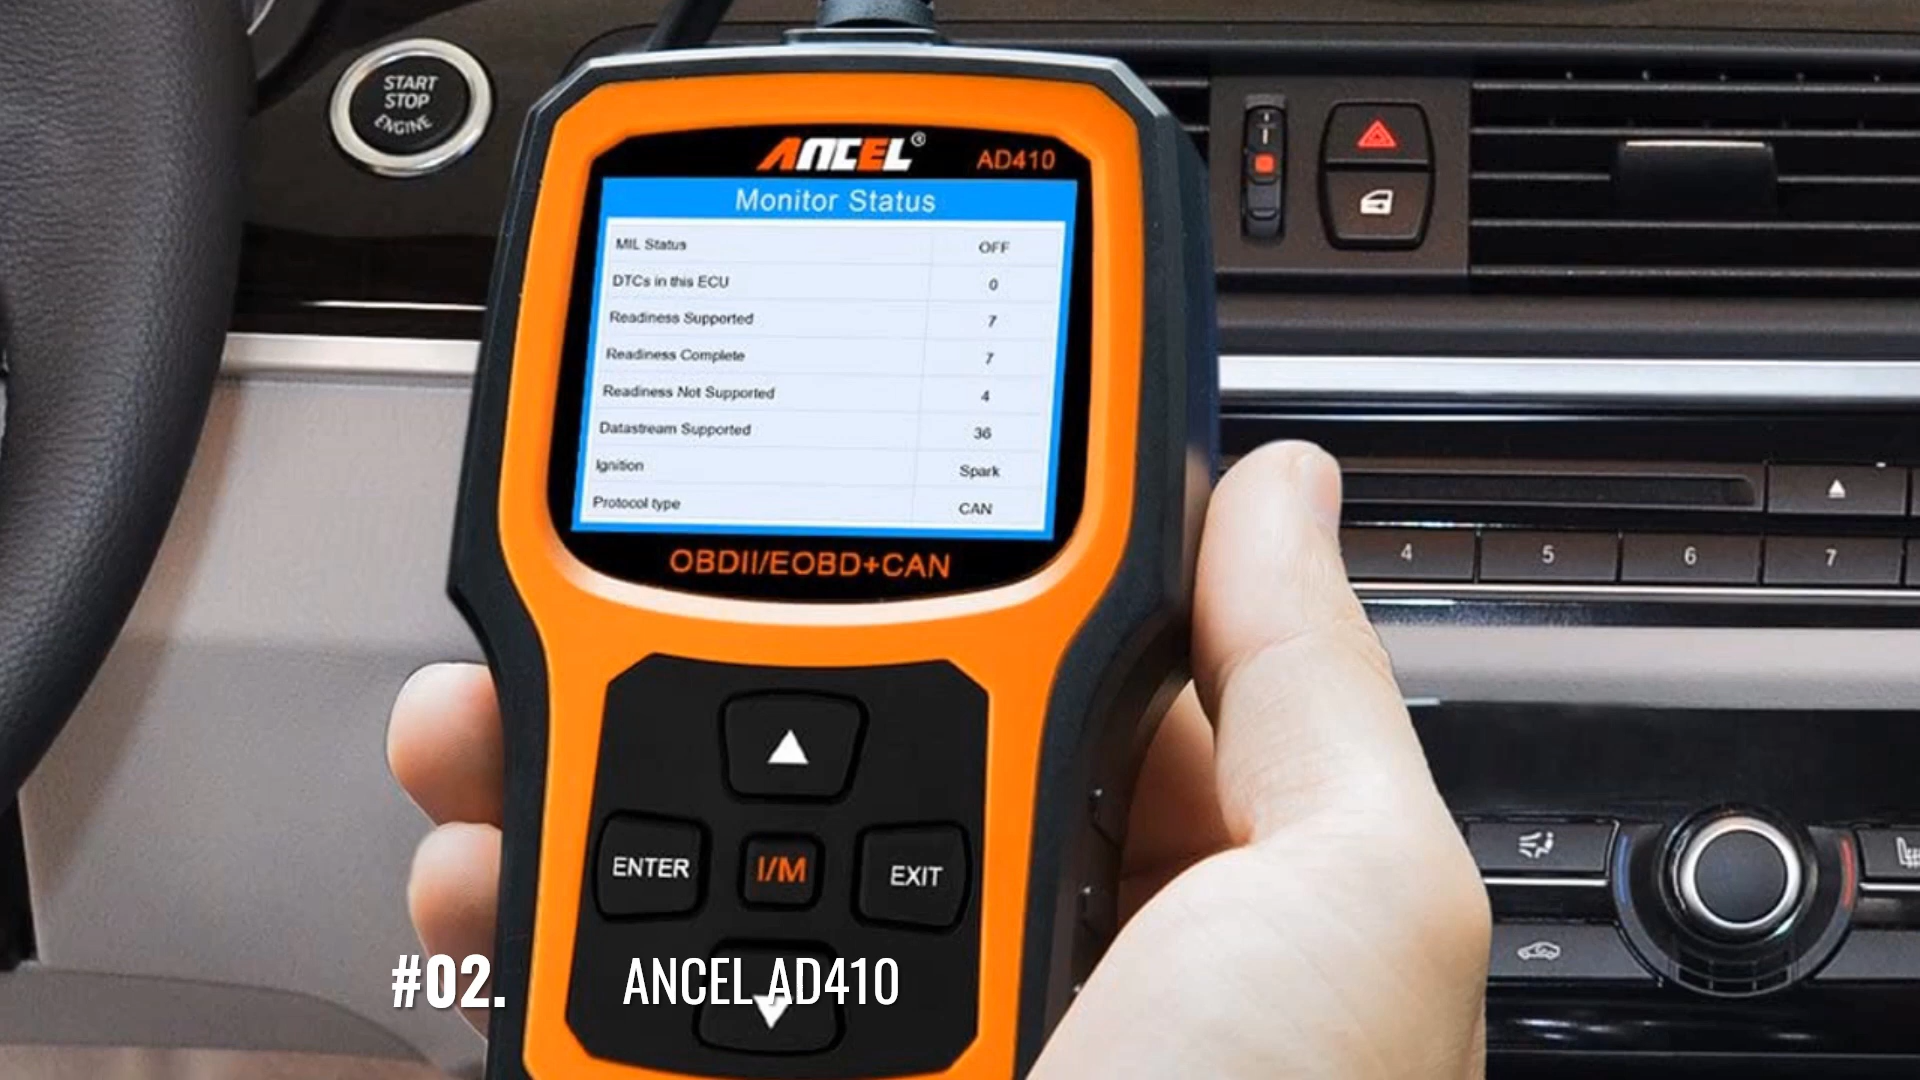 START
STOP
ENGINE
ANCEL® AD410
Monitor Status
MIL Status OFF
DTCs in this ECU 0
Readiness Supported 7
Readiness Complete 7
Readiness Not Supported 4
Datastream Supported 36
Ignition Spark
Protocol type CAN
OBDII/EOBD+CAN
4 5 6 7
ENTER I/M EXIT
#02. ANCEL AD410